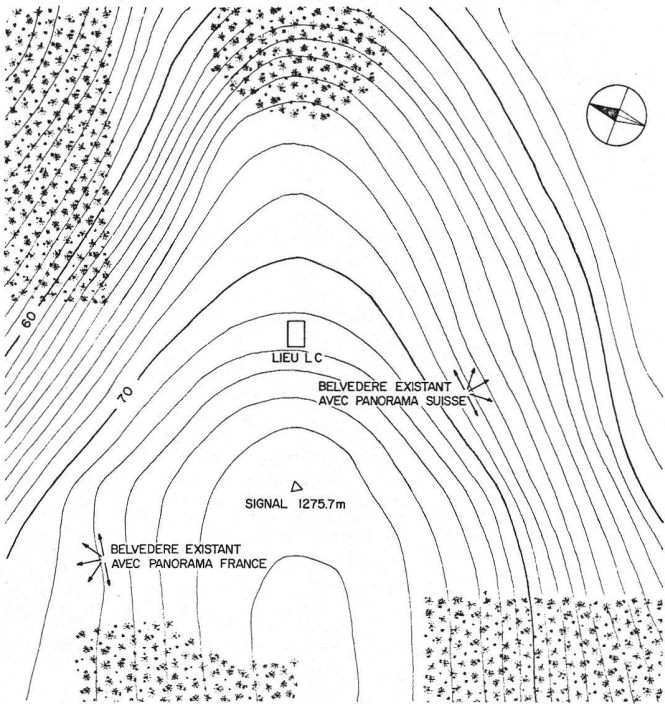 60
70
LIEU L C
BELVEDERE EXISTANT
AVEC PANORAMA SUISSE
SIGNAL 1275.7m
BELVEDERE EXISTANT
AVEC PANORAMA FRANCE